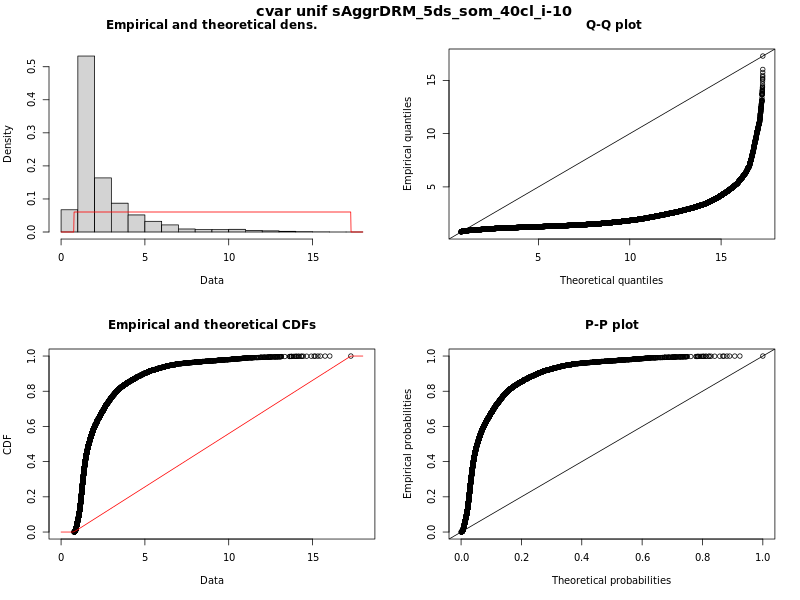 cvar unif sAggrDRM_5ds_som_40cl_i-10
Empirical and theoretical dens.
Density
0.0 0.1 0.2 0.3 0.4 0.5
0 5 10 15
Data
Q-Q plot
Empirical quantiles
5 10 15
5 10 15
Theoretical quantiles
Empirical and theoretical CDFs
CDF
0.0 0.2 0.4 0.6 0.8 1.0
0 5 10 15
Data
P-P plot
Empirical probabilities
0.0 0.2 0.4 0.6 0.8 1.0
0.0 0.2 0.4 0.6 0.8 1.0
Theoretical probabilities